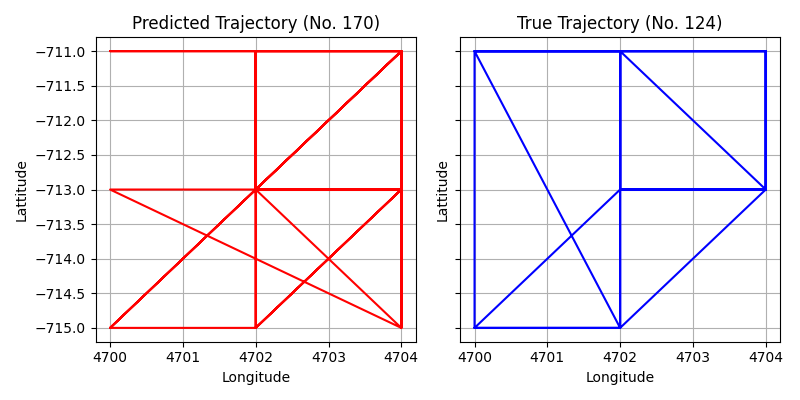 Predicted Trajectory (No. 170)
True Trajectory (No. 124)
−711.0
−711.5
−712.0
−712.5
−713.0
−713.5
−714.0
−714.5
−715.0
Lattitude
Lattitude
4700 4701 4702 4703 4704
4700 4701 4702 4703 4704
Longitude
Longitude